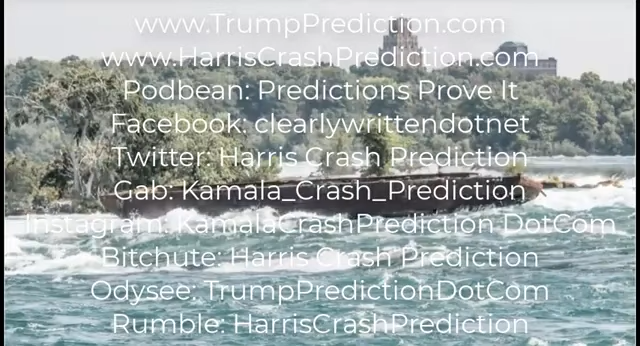 www.TrumpPrediction.com
www.HarrisCrashPrediction.com
Podbean: Predictions Prove It
Facebook: clearlywrittendotnet
Twitter: Harris Crash Prediction
Gab: Kamala_Crash_Prediction
Instagram: KamalaCrashPrediction DotCom
Bitchute: Harris Crash Prediction
Odysee: TrumpPredictionDotCom
Rumble: HarrisCrashPrediction